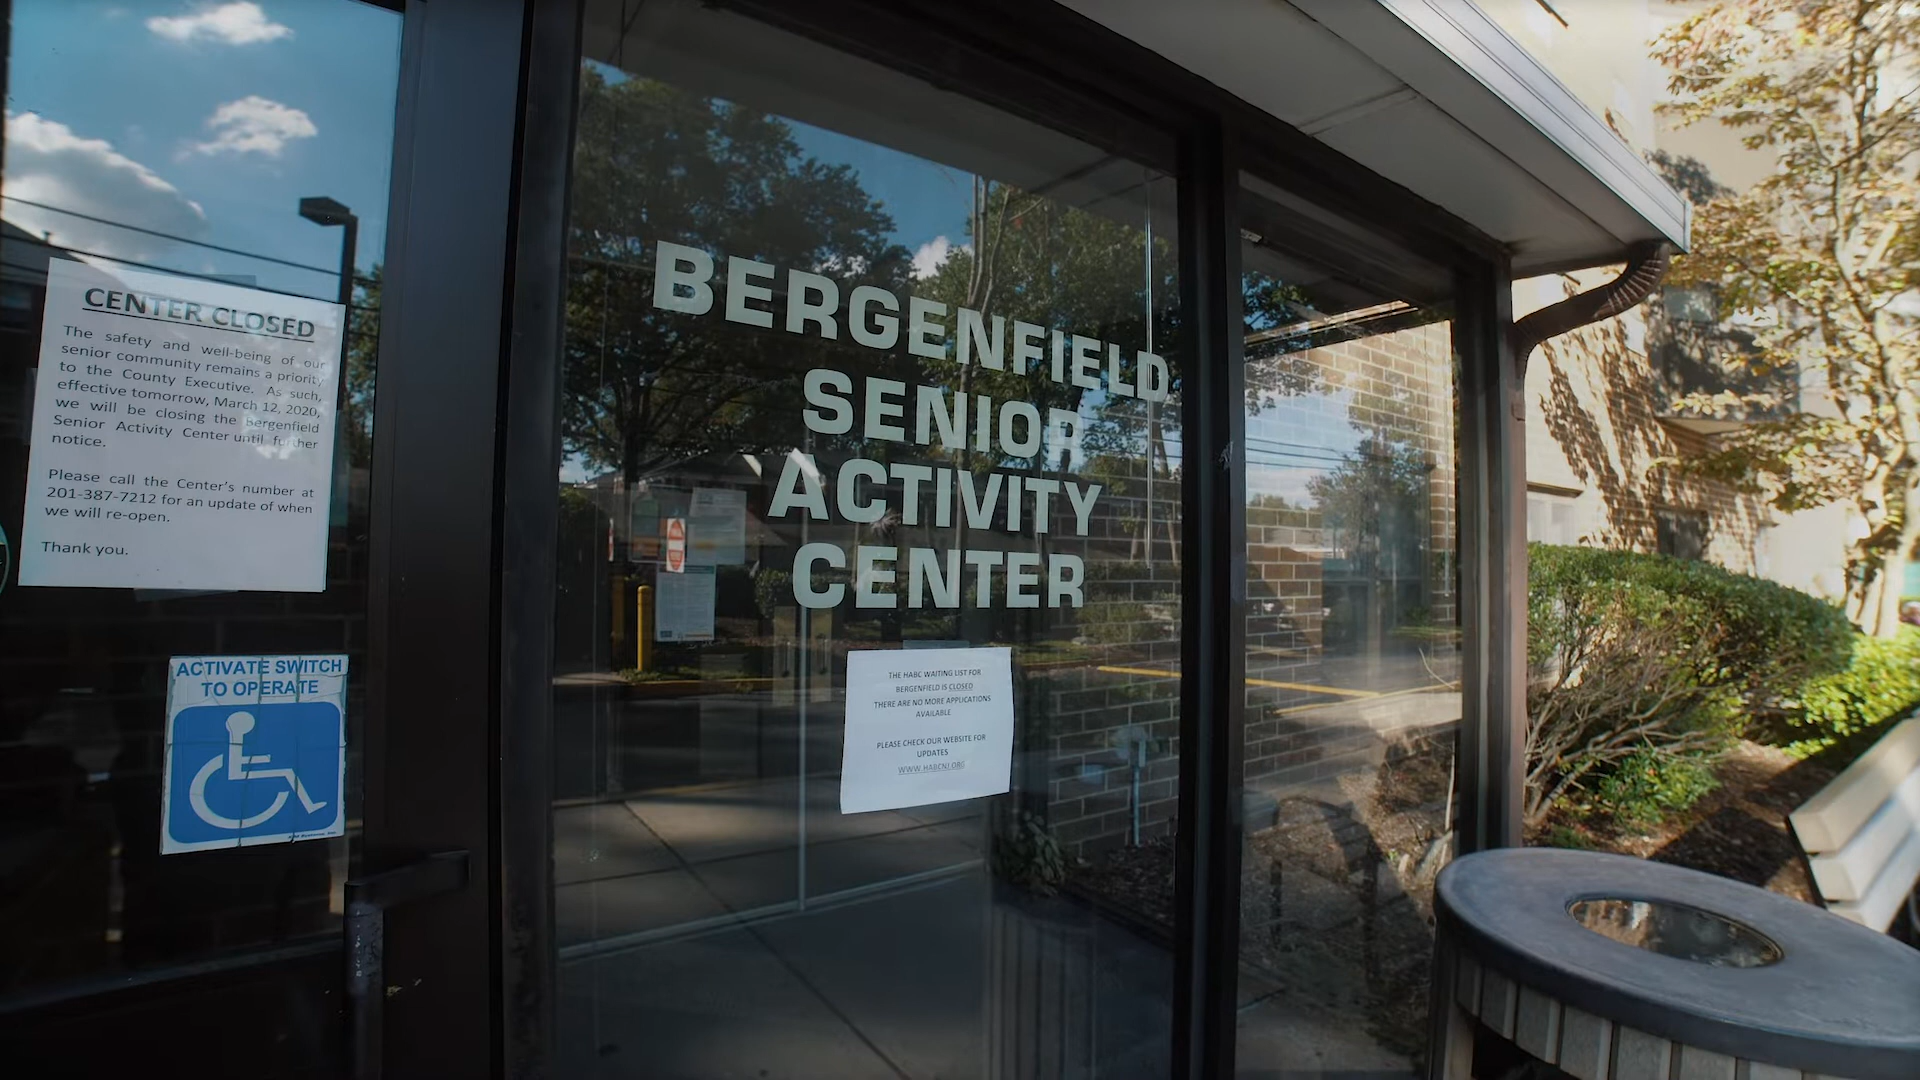 CENTER CLOSED
The safety and well-being of our
senior community remains a priority
to the County Executive. As such,
effective tomorrow, March 12, 2020,
we will be closing the Bergenfield
Senior Activity Center until further
notice.
Please call the Center's number at
201-387-7212 for an update of when
we will re-open.
Thank you.
ACTIVATE SWITCH
TO OPERATE
BERGENFIELD
SENIOR
ACTIVITY
CENTER
THE HABC WAITING LIST FOR
BERGENFIELD IS CLOSED
THERE ARE NO MORE APPLICATIONS
AVAILABLE
PLEASE CHECK OUR WEBSITE FOR
UPDATES
WWW.HABCNJ.ORG